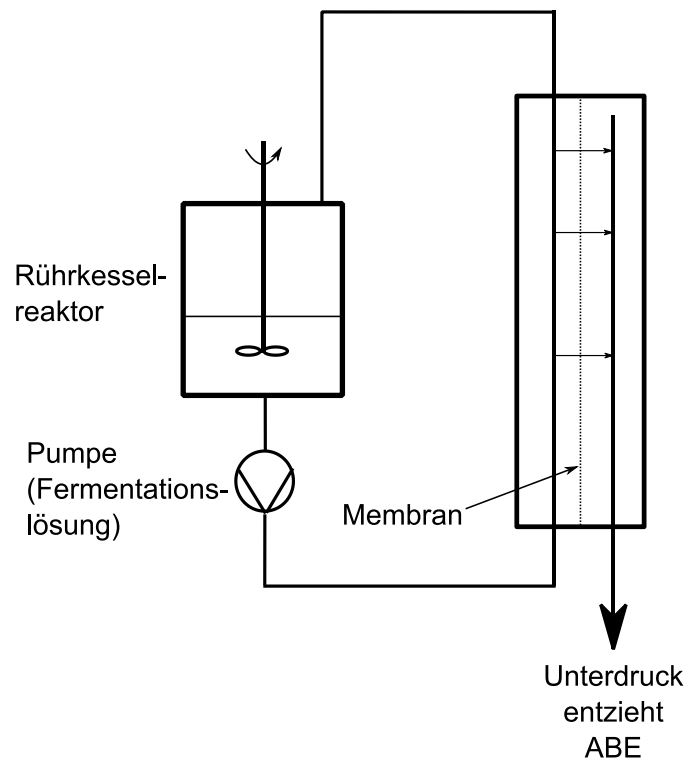 Rührkessel-
reaktor
Pumpe
(Fermentations-
lösung)
Membran
Unterdruck
entzieht
ABE